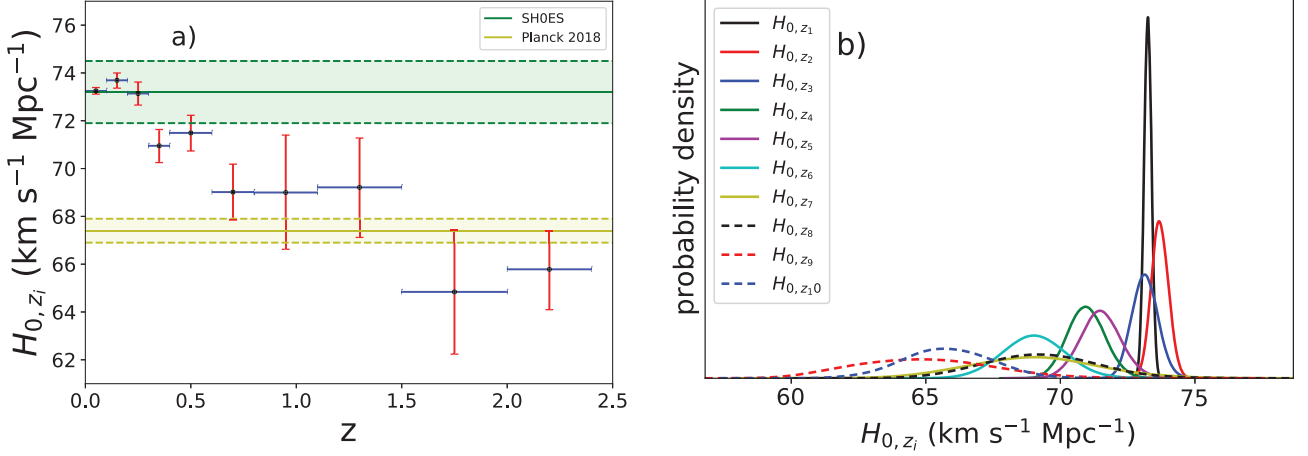 a)
SH0ES
Planck 2018
76
74
72
70
68
66
64
62
H₀,zᵢ (km s⁻¹ Mpc⁻¹)
0.0 0.5 1.0 1.5 2.0 2.5
z
b)
H₀,z₁
H₀,z₂
H₀,z₃
H₀,z₄
H₀,z₅
H₀,z₆
H₀,z₇
H₀,z₈
H₀,z₉
H₀,z₁0
probability density
60 65 70 75
H₀,zᵢ (km s⁻¹ Mpc⁻¹)